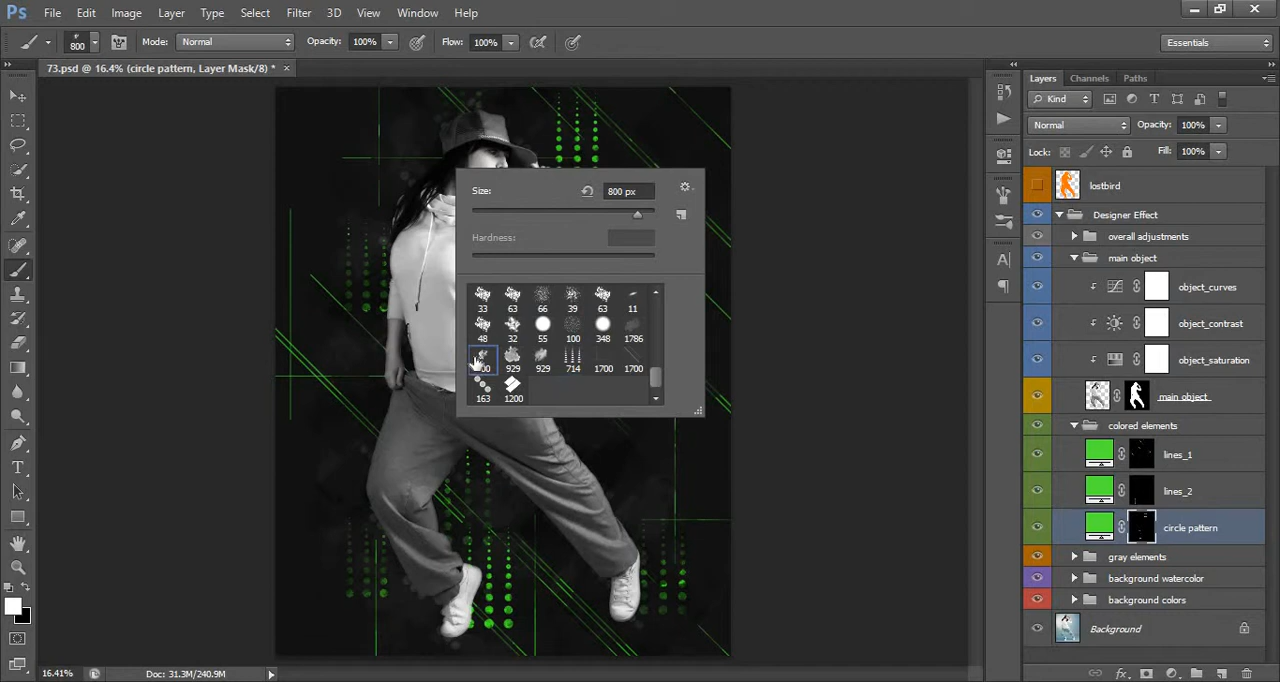 Ps File Edit Image Layer Type Select Filter 3D View Window Help
800 Mode: Normal Opacity: 100% Flow: 100% Essentials
73.psd @ 16.4% (circle pattern, Layer Mask/8) * ×
Layers Channels Paths
Kind
Normal Opacity: 100%
Lock: Fill: 100%
lostbird
Designer Effect
overall adjustments
main object
object_curves
object_contrast
object_saturation
main object
colored elements
lines_1
lines_2
circle pattern
gray elements
background watercolor
background colors
Background
Size: 800 px
Hardness:
33 63 66 39 63 11
48 32 55 100 348 1786
929 929 714 1700 1700
163 1200
16.41% Doc: 31.3M/240.9M